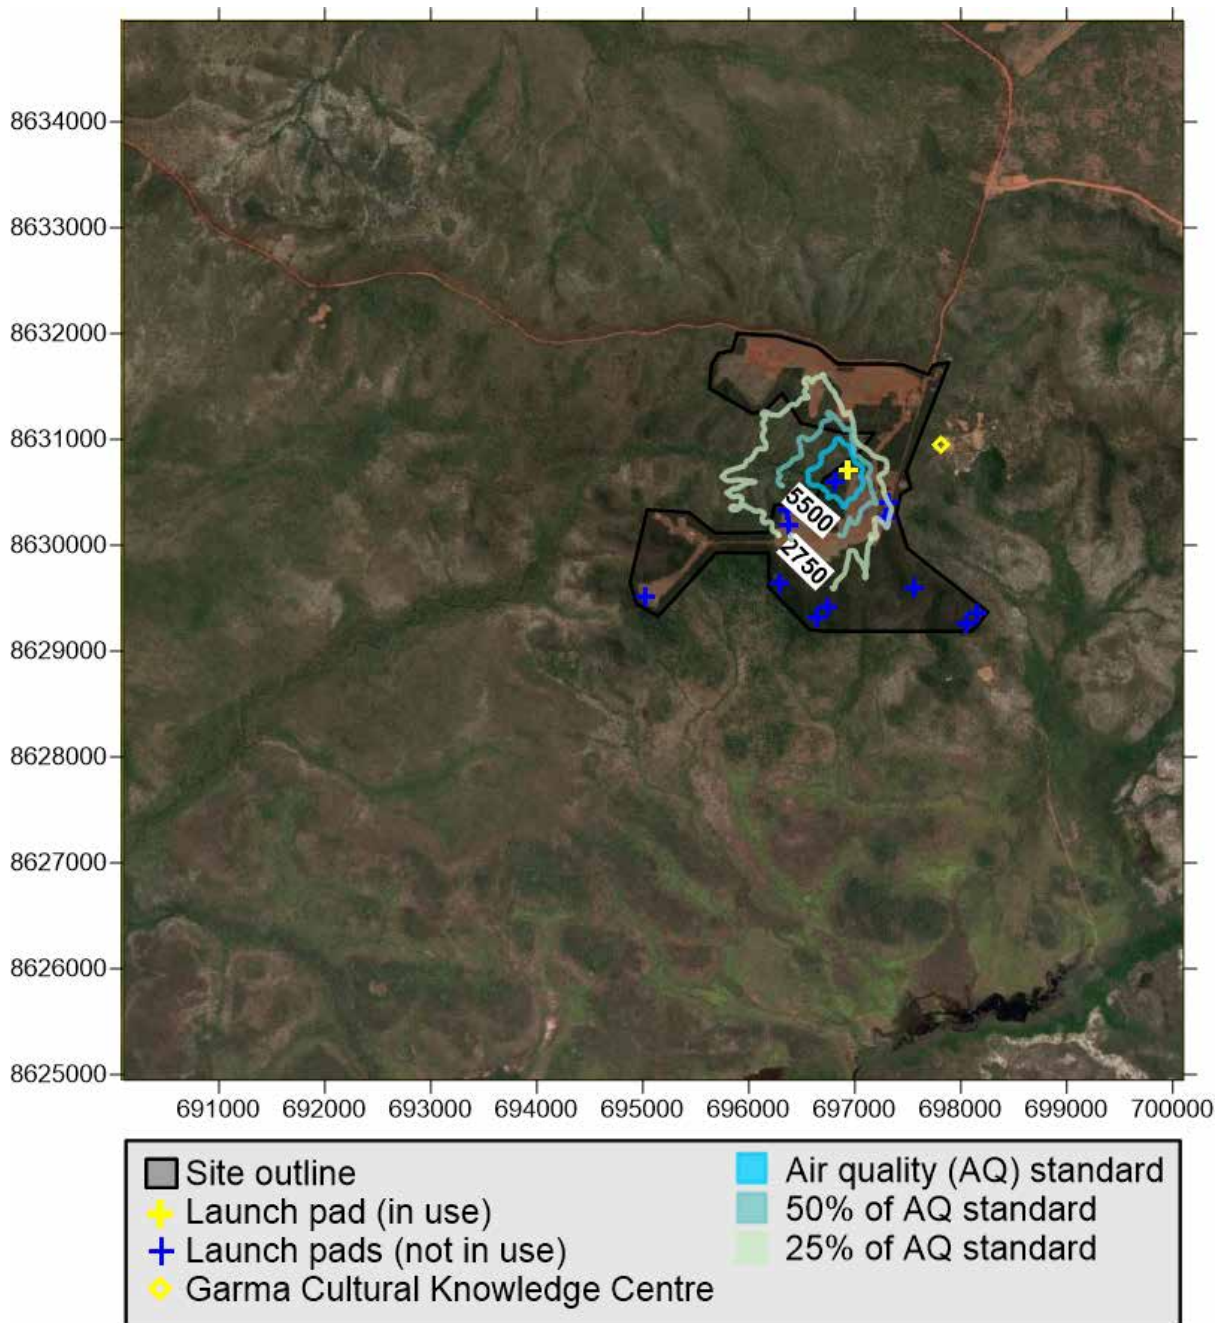 8634000
8633000
8632000
8631000
8630000
8629000
8628000
8627000
8626000
8625000
5500
2750
691000 692000 693000 694000 695000 696000 697000 698000 699000 700000
Site outline
Launch pad (in use)
Launch pads (not in use)
Garma Cultural Knowledge Centre
Air quality (AQ) standard
50% of AQ standard
25% of AQ standard